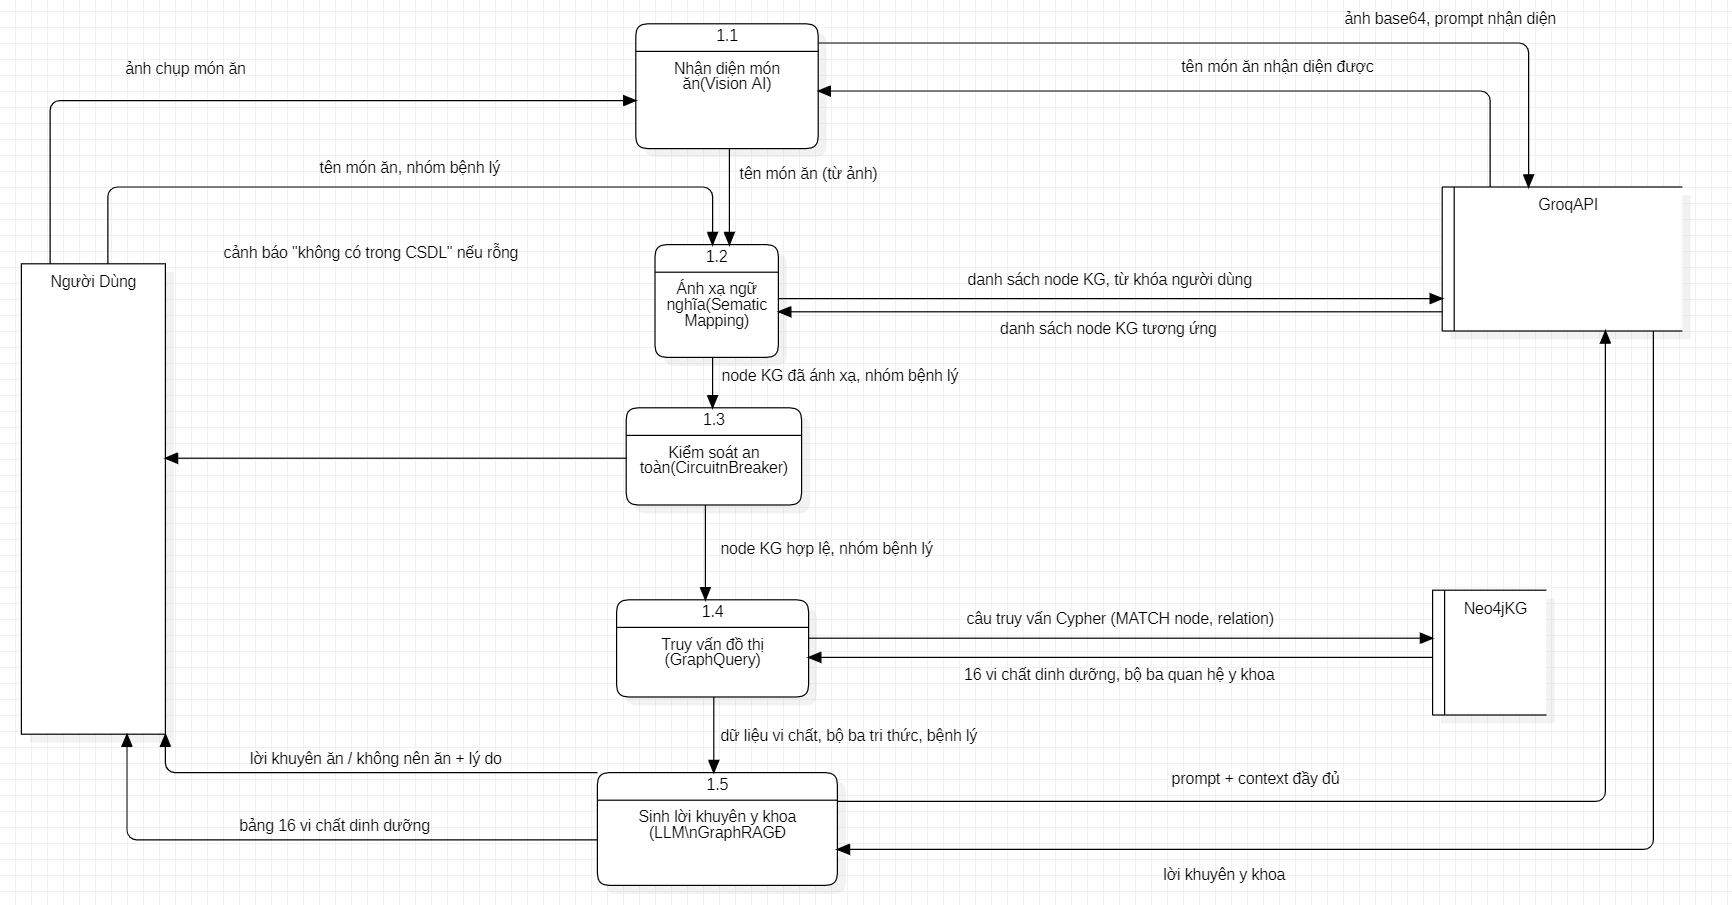 ảnh base64, prompt nhận diện
1.1
Nhận diện món
ăn(Vision AI)
ảnh chụp món ăn
tên món ăn nhận diện được
tên món ăn, nhóm bệnh lý
tên món ăn (từ ảnh)
GroqAPI
cảnh báo "không có trong CSDL" nếu rỗng
1.2
Ánh xạ ngữ
nghĩa(Sematic
Mapping)
Người Dùng
danh sách node KG, từ khóa người dùng
danh sách node KG tương ứng
node KG đã ánh xạ, nhóm bệnh lý
1.3
Kiểm soát an
toàn(CircuitnBreaker)
node KG hợp lệ, nhóm bệnh lý
1.4
Truy vấn đồ thị
(GraphQuery)
câu truy vấn Cypher (MATCH node, relation)
Neo4jKG
16 vi chất dinh dưỡng, bộ ba quan hệ y khoa
dữ liệu vi chất, bộ ba tri thức, bệnh lý
lời khuyên ăn / không nên ăn + lý do
1.5
Sinh lời khuyên y khoa
(LLM\nGraphRAGĐ
prompt + context đầy đủ
bảng 16 vi chất dinh dưỡng
lời khuyên y khoa